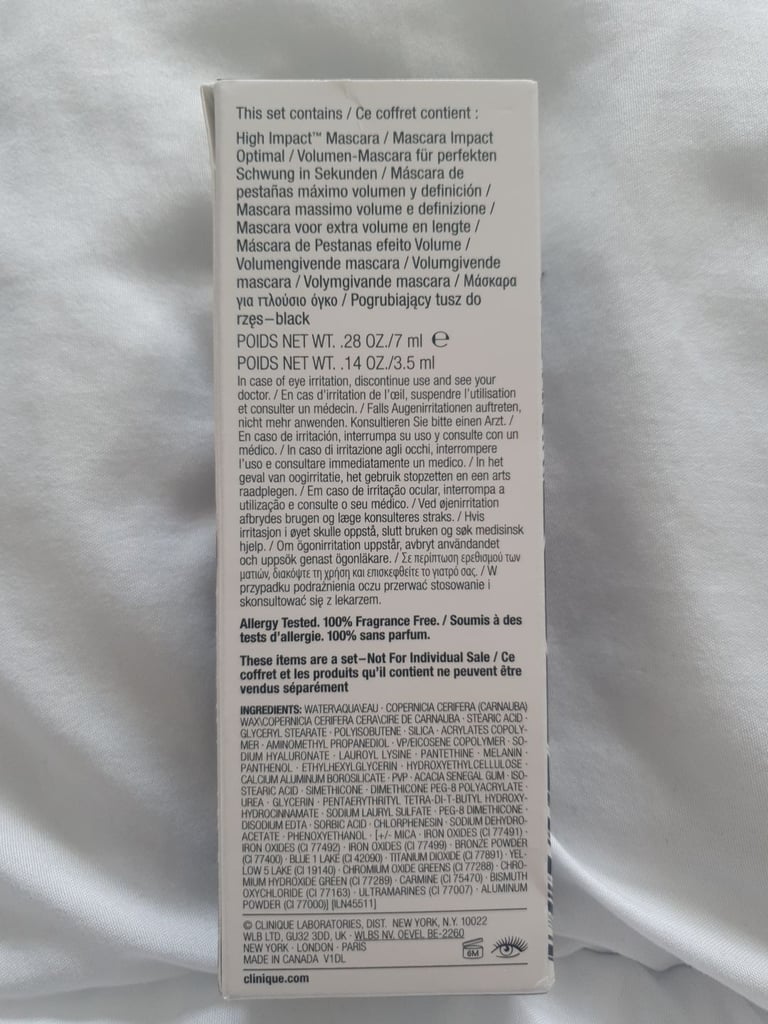 This set contains / Ce coffret contient :
High Impact™ Mascara / Mascara Impact
Optimal / Volumen-Mascara für perfekten
Schwung in Sekunden / Máscara de
pestañas máximo volumen y definición /
Mascara massimo volume e definizione /
Mascara voor extra volume en lengte /
Máscara de Pestanas efeito Volume /
Volumengivende mascara / Volumgivende
mascara / Volymgivande mascara / Μάσκαρα
για πλούσιο όγκο / Pogrubiający tusz do
rzęs–black
POIDS NET WT. .28 OZ./7 ml ℮
POIDS NET WT. .14 OZ./3.5 ml
In case of eye irritation, discontinue use and see your
doctor. / En cas d'irritation de l'œil, suspendre l'utilisation
et consulter un médecin. / Falls Augenirritationen auftreten,
nicht mehr anwenden. Konsultieren Sie bitte einen Arzt. /
En caso de irritación, interrumpa su uso y consulte con un
médico. / In caso di irritazione agli occhi, interrompere
l'uso e consultare immediatamente un medico. / In het
geval van oogirritatie, het gebruik stopzetten en een arts
raadplegen. / Em caso de irritação ocular, interrompa a
utilização e consulte o seu médico. / Ved øjenirritation
afbrydes brugen og læge konsulteres straks. / Hvis
irritasjon i øyet skulle oppstå, slutt bruken og søk medisinsk
hjelp. / Om ögonirritation uppstår, avbryt användandet
och uppsök genast ögonläkare. / Σε περίπτωση ερεθισμού των
ματιών, διακόψτε τη χρήση και επισκεφθείτε το γιατρό σας. / W
przypadku podrażnienia oczu przerwać stosowanie i
skonsultować się z lekarzem.
Allergy Tested. 100% Fragrance Free. / Soumis à des
tests d'allergie. 100% sans parfum.
These items are a set–Not For Individual Sale / Ce
coffret et les produits qu'il contient ne peuvent être
vendus séparément
INGREDIENTS: WATER\AQUA\EAU · COPERNICIA CERIFERA (CARNAUBA)
WAX\COPERNICIA CERIFERA CERA\CIRE DE CARNAUBA · STEARIC ACID ·
GLYCERYL STEARATE · POLYISOBUTENE · SILICA · ACRYLATES COPOLY-
MER · AMINOMETHYL PROPANEDIOL · VP/EICOSENE COPOLYMER · SO-
DIUM HYALURONATE · LAUROYL LYSINE · PANTETHINE · MELANIN ·
PANTHENOL · ETHYLHEXYLGLYCERIN · HYDROXYETHYLCELLULOSE ·
CALCIUM ALUMINUM BOROSILICATE · PVP · ACACIA SENEGAL GUM · ISO-
STEARIC ACID · SIMETHICONE · DIMETHICONE PEG-8 POLYACRYLATE ·
UREA · GLYCERIN · PENTAERYTHRITYL TETRA-DI-T-BUTYL HYDROXY-
HYDROCINNAMATE · SODIUM LAURYL SULFATE · PEG-8 DIMETHICONE ·
DISODIUM EDTA · SORBIC ACID · CHLORPHENESIN · SODIUM DEHYDRO-
ACETATE · PHENOXYETHANOL · [+/- MICA · IRON OXIDES (CI 77491) ·
IRON OXIDES (CI 77492) · IRON OXIDES (CI 77499) · BRONZE POWDER
(CI 77400) · BLUE 1 LAKE (CI 42090) · TITANIUM DIOXIDE (CI 77891) · YEL-
LOW 5 LAKE (CI 19140) · CHROMIUM OXIDE GREENS (CI 77288) · CHRO-
MIUM HYDROXIDE GREEN (CI 77289) · CARMINE (CI 75470) · BISMUTH
OXYCHLORIDE (CI 77163) · ULTRAMARINES (CI 77007) · ALUMINUM
POWDER (CI 77000)] [ILN45511]
© CLINIQUE LABORATORIES, DIST. NEW YORK, N.Y. 10022
WLB LTD, GU32 3DD, UK · WLBS NV. OEVEL BE-2260
NEW YORK · LONDON · PARIS
MADE IN CANADA V1DL
6M
clinique.com